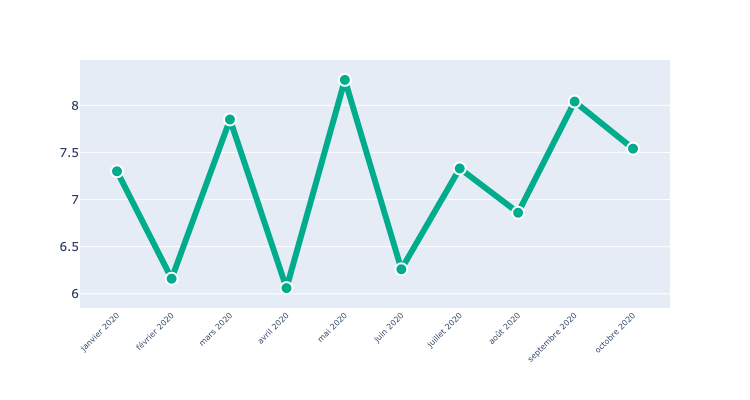 8
7.5
7
6.5
6
janvier 2020
février 2020
mars 2020
avril 2020
mai 2020
juin 2020
juillet 2020
août 2020
septembre 2020
octobre 2020